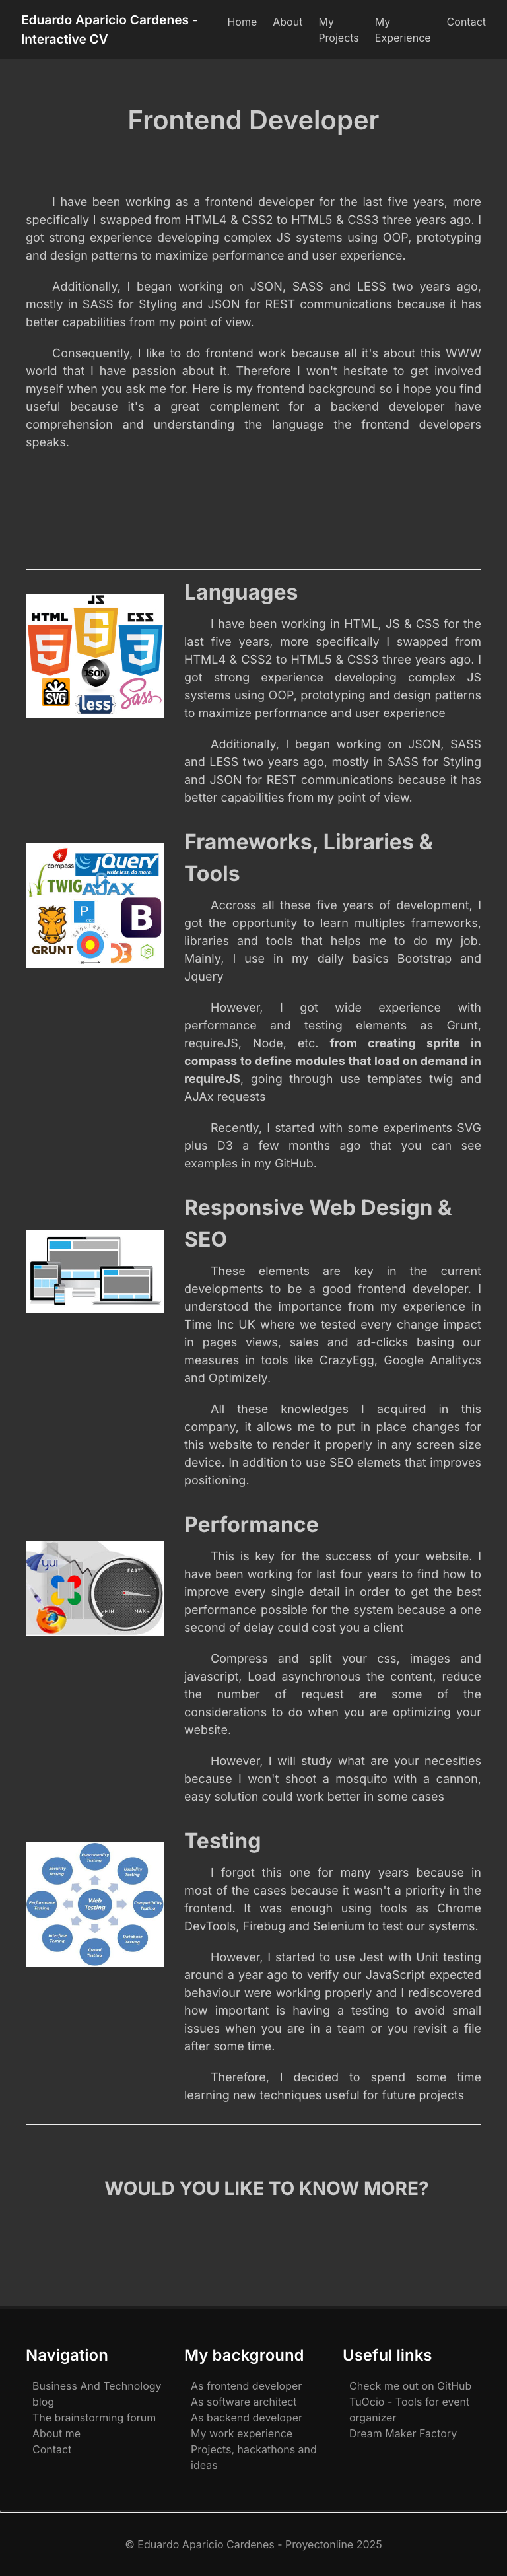 Eduardo Aparicio Cardenes -
Interactive CV
Home
About
My
Projects
My
Experience
Contact
Frontend Developer
I have been working as a frontend developer for the last five years, more
specifically I swapped from HTML4 & CSS2 to HTML5 & CSS3 three years ago. I
got strong experience developing complex JS systems using OOP, prototyping
and design patterns to maximize performance and user experience.
Additionally, I began working on JSON, SASS and LESS two years ago,
mostly in SASS for Styling and JSON for REST communications because it has
better capabilities from my point of view.
Consequently, I like to do frontend work because all it's about this WWW
world that I have passion about it. Therefore I won't hesitate to get involved
myself when you ask me for. Here is my frontend background so i hope you find
useful because it's a great complement for a backend developer have
comprehension and understanding the language the frontend developers
speaks.
HTML
JS
CSS
5
5
3
JSON
SVG
{less}
Sass
Languages
I have been working in HTML, JS & CSS for the
last five years, more specifically I swapped from
HTML4 & CSS2 to HTML5 & CSS3 three years ago. I
got strong experience developing complex JS
systems using OOP, prototyping and design patterns
to maximize performance and user experience
Additionally, I began working on JSON, SASS
and LESS two years ago, mostly in SASS for Styling
and JSON for REST communications because it has
better capabilities from my point of view.
compass
jQuery
write less, do more.
TWIG
AJAX
P
B
GRUNT
REQUIREJS
Frameworks, Libraries &
Tools
Accross all these five years of development, I
got the opportunity to learn multiples frameworks,
libraries and tools that helps me to do my job.
Mainly, I use in my daily basics Bootstrap and
Jquery
However, I got wide experience with
performance and testing elements as Grunt,
requireJS, Node, etc. from creating sprite in
compass to define modules that load on demand in
requireJS, going through use templates twig and
AJAx requests
Recently, I started with some experiments SVG
plus D3 a few months ago that you can see
examples in my GitHub.
Responsive Web Design &
SEO
These elements are key in the current
developments to be a good frontend developer. I
understood the importance from my experience in
Time Inc UK where we tested every change impact
in pages views, sales and ad-clicks basing our
measures in tools like CrazyEgg, Google Analitycs
and Optimizely.
All these knowledges I acquired in this
company, it allows me to put in place changes for
this website to render it properly in any screen size
device. In addition to use SEO elemets that improves
positioning.
yui
FAST
MIN
MAX
Performance
This is key for the success of your website. I
have been working for last four years to find how to
improve every single detail in order to get the best
performance possible for the system because a one
second of delay could cost you a client
Compress and split your css, images and
javascript, Load asynchronous the content, reduce
the number of request are some of the
considerations to do when you are optimizing your
website.
However, I will study what are your necesities
because I won't shoot a mosquito with a cannon,
easy solution could work better in some cases
Functionality
Testing
Security
Testing
Usability
Testing
Performance
Testing
Web
Testing
Compatibility
Testing
Interface
Testing
Database
Testing
Crowd
Testing
Testing
I forgot this one for many years because in
most of the cases because it wasn't a priority in the
frontend. It was enough using tools as Chrome
DevTools, Firebug and Selenium to test our systems.
However, I started to use Jest with Unit testing
around a year ago to verify our JavaScript expected
behaviour were working properly and I rediscovered
how important is having a testing to avoid small
issues when you are in a team or you revisit a file
after some time.
Therefore, I decided to spend some time
learning new techniques useful for future projects
WOULD YOU LIKE TO KNOW MORE?
Navigation
Business And Technology
blog
The brainstorming forum
About me
Contact
My background
As frontend developer
As software architect
As backend developer
My work experience
Projects, hackathons and
ideas
Useful links
Check me out on GitHub
TuOcio - Tools for event
organizer
Dream Maker Factory
© Eduardo Aparicio Cardenes - Proyectonline 2025